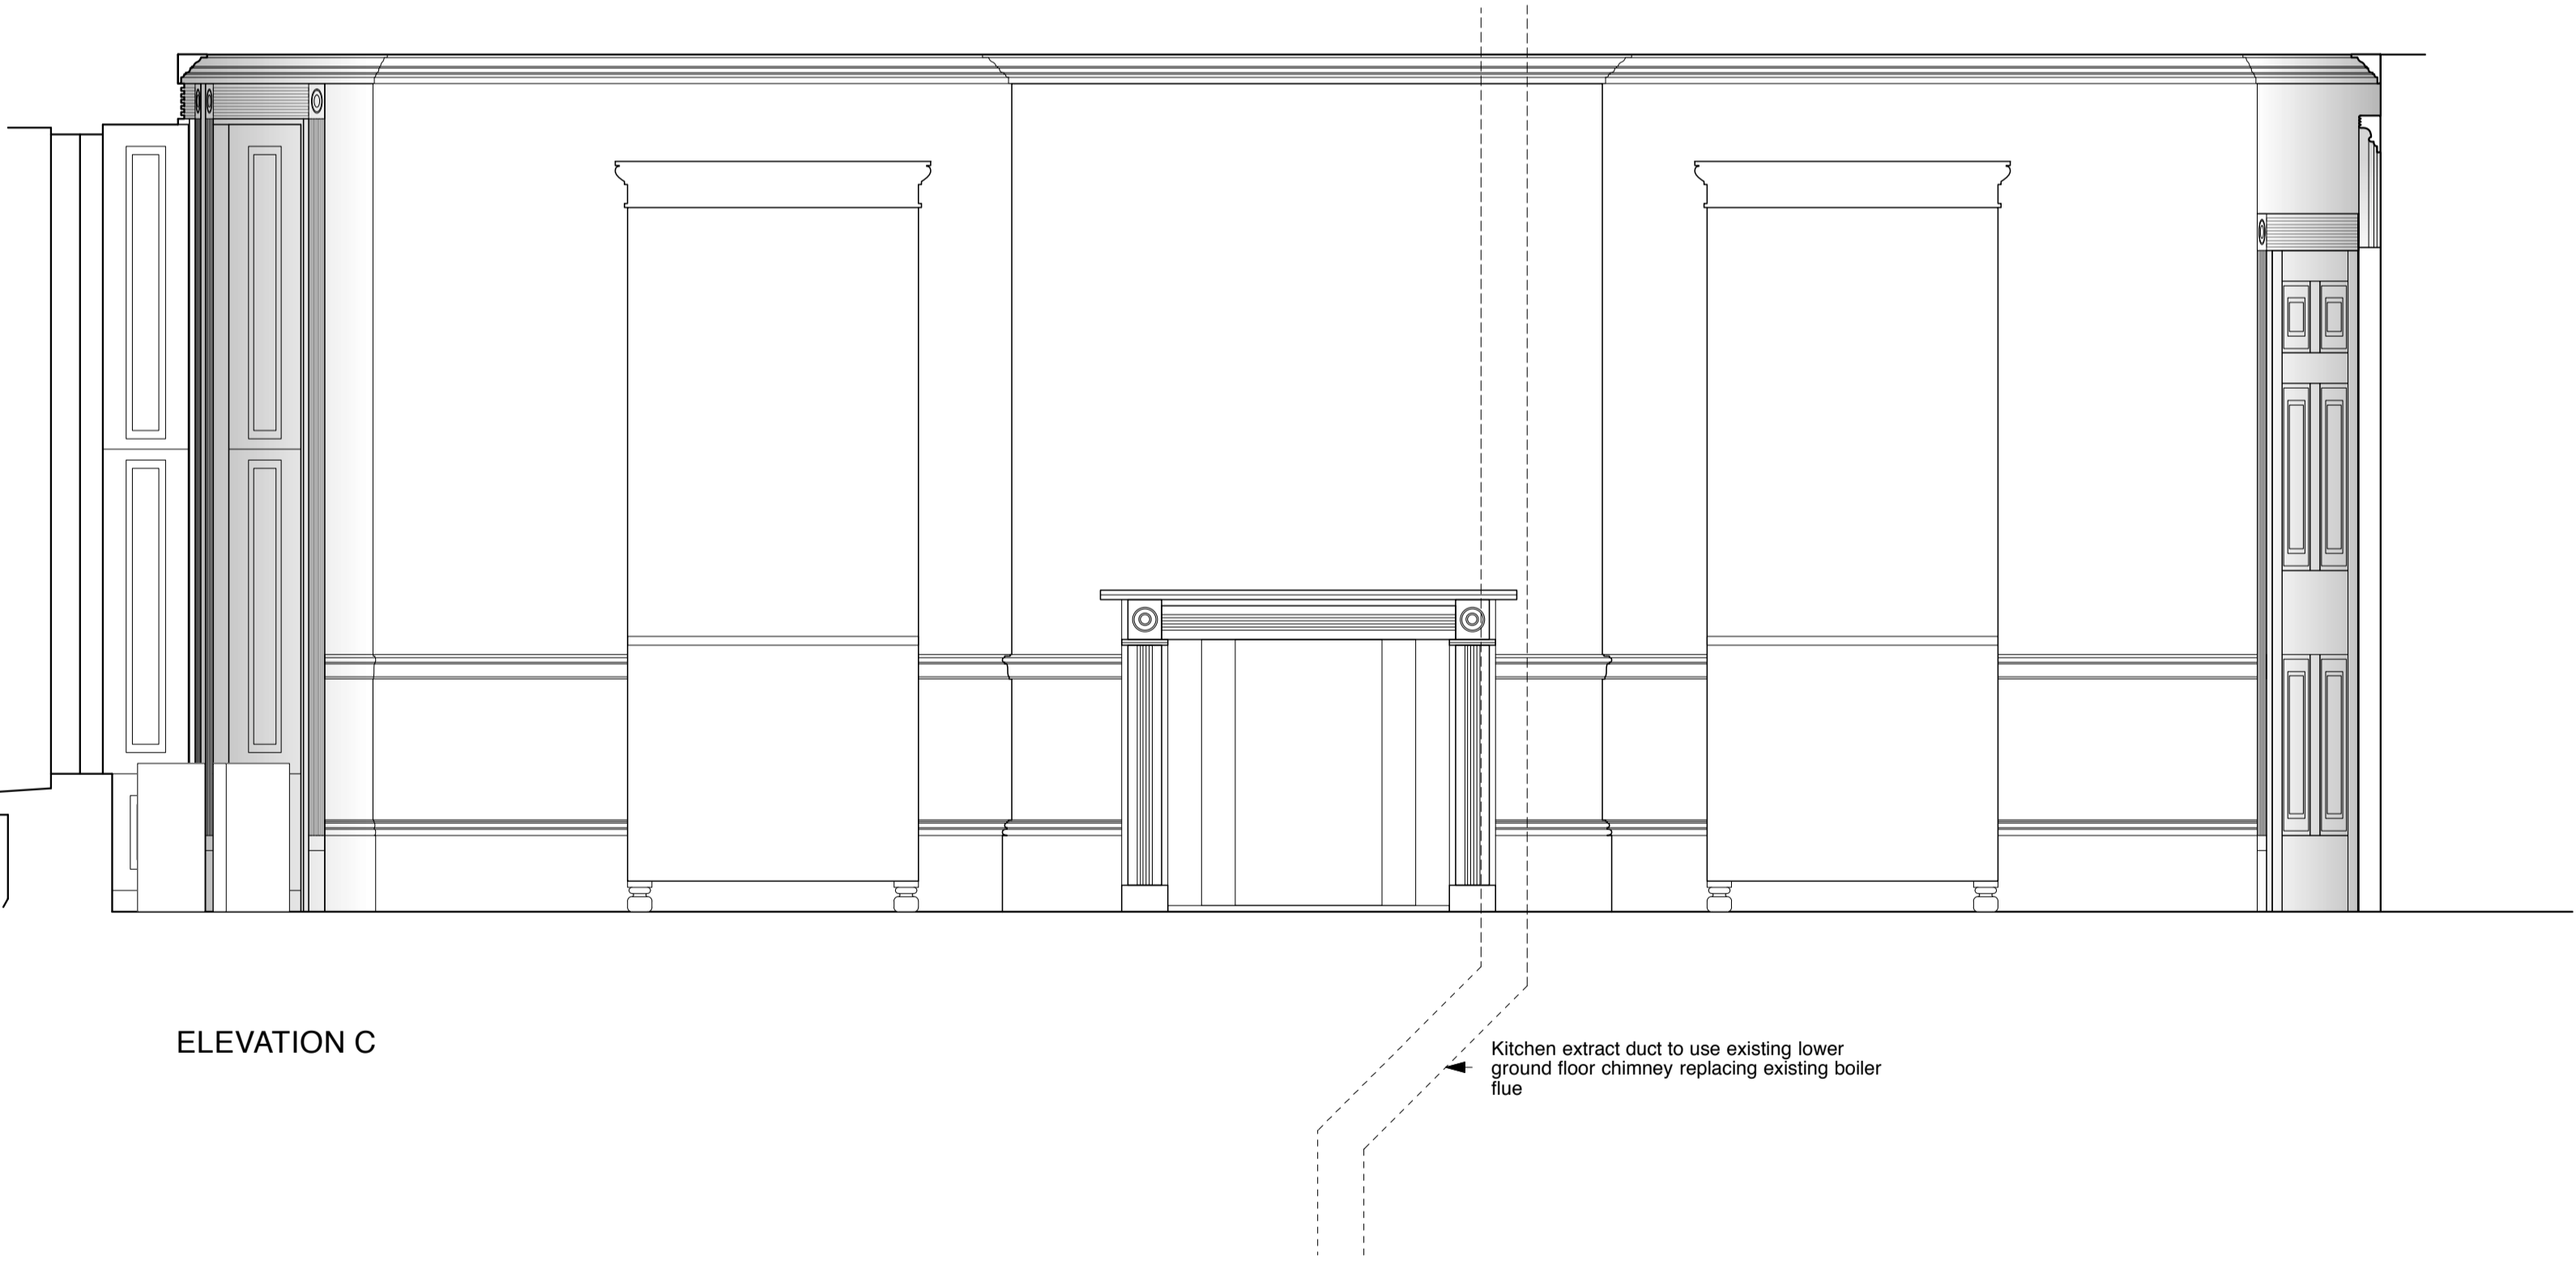 ELEVATION C
Kitchen extract duct to use existing lower
ground floor chimney replacing existing boiler
flue